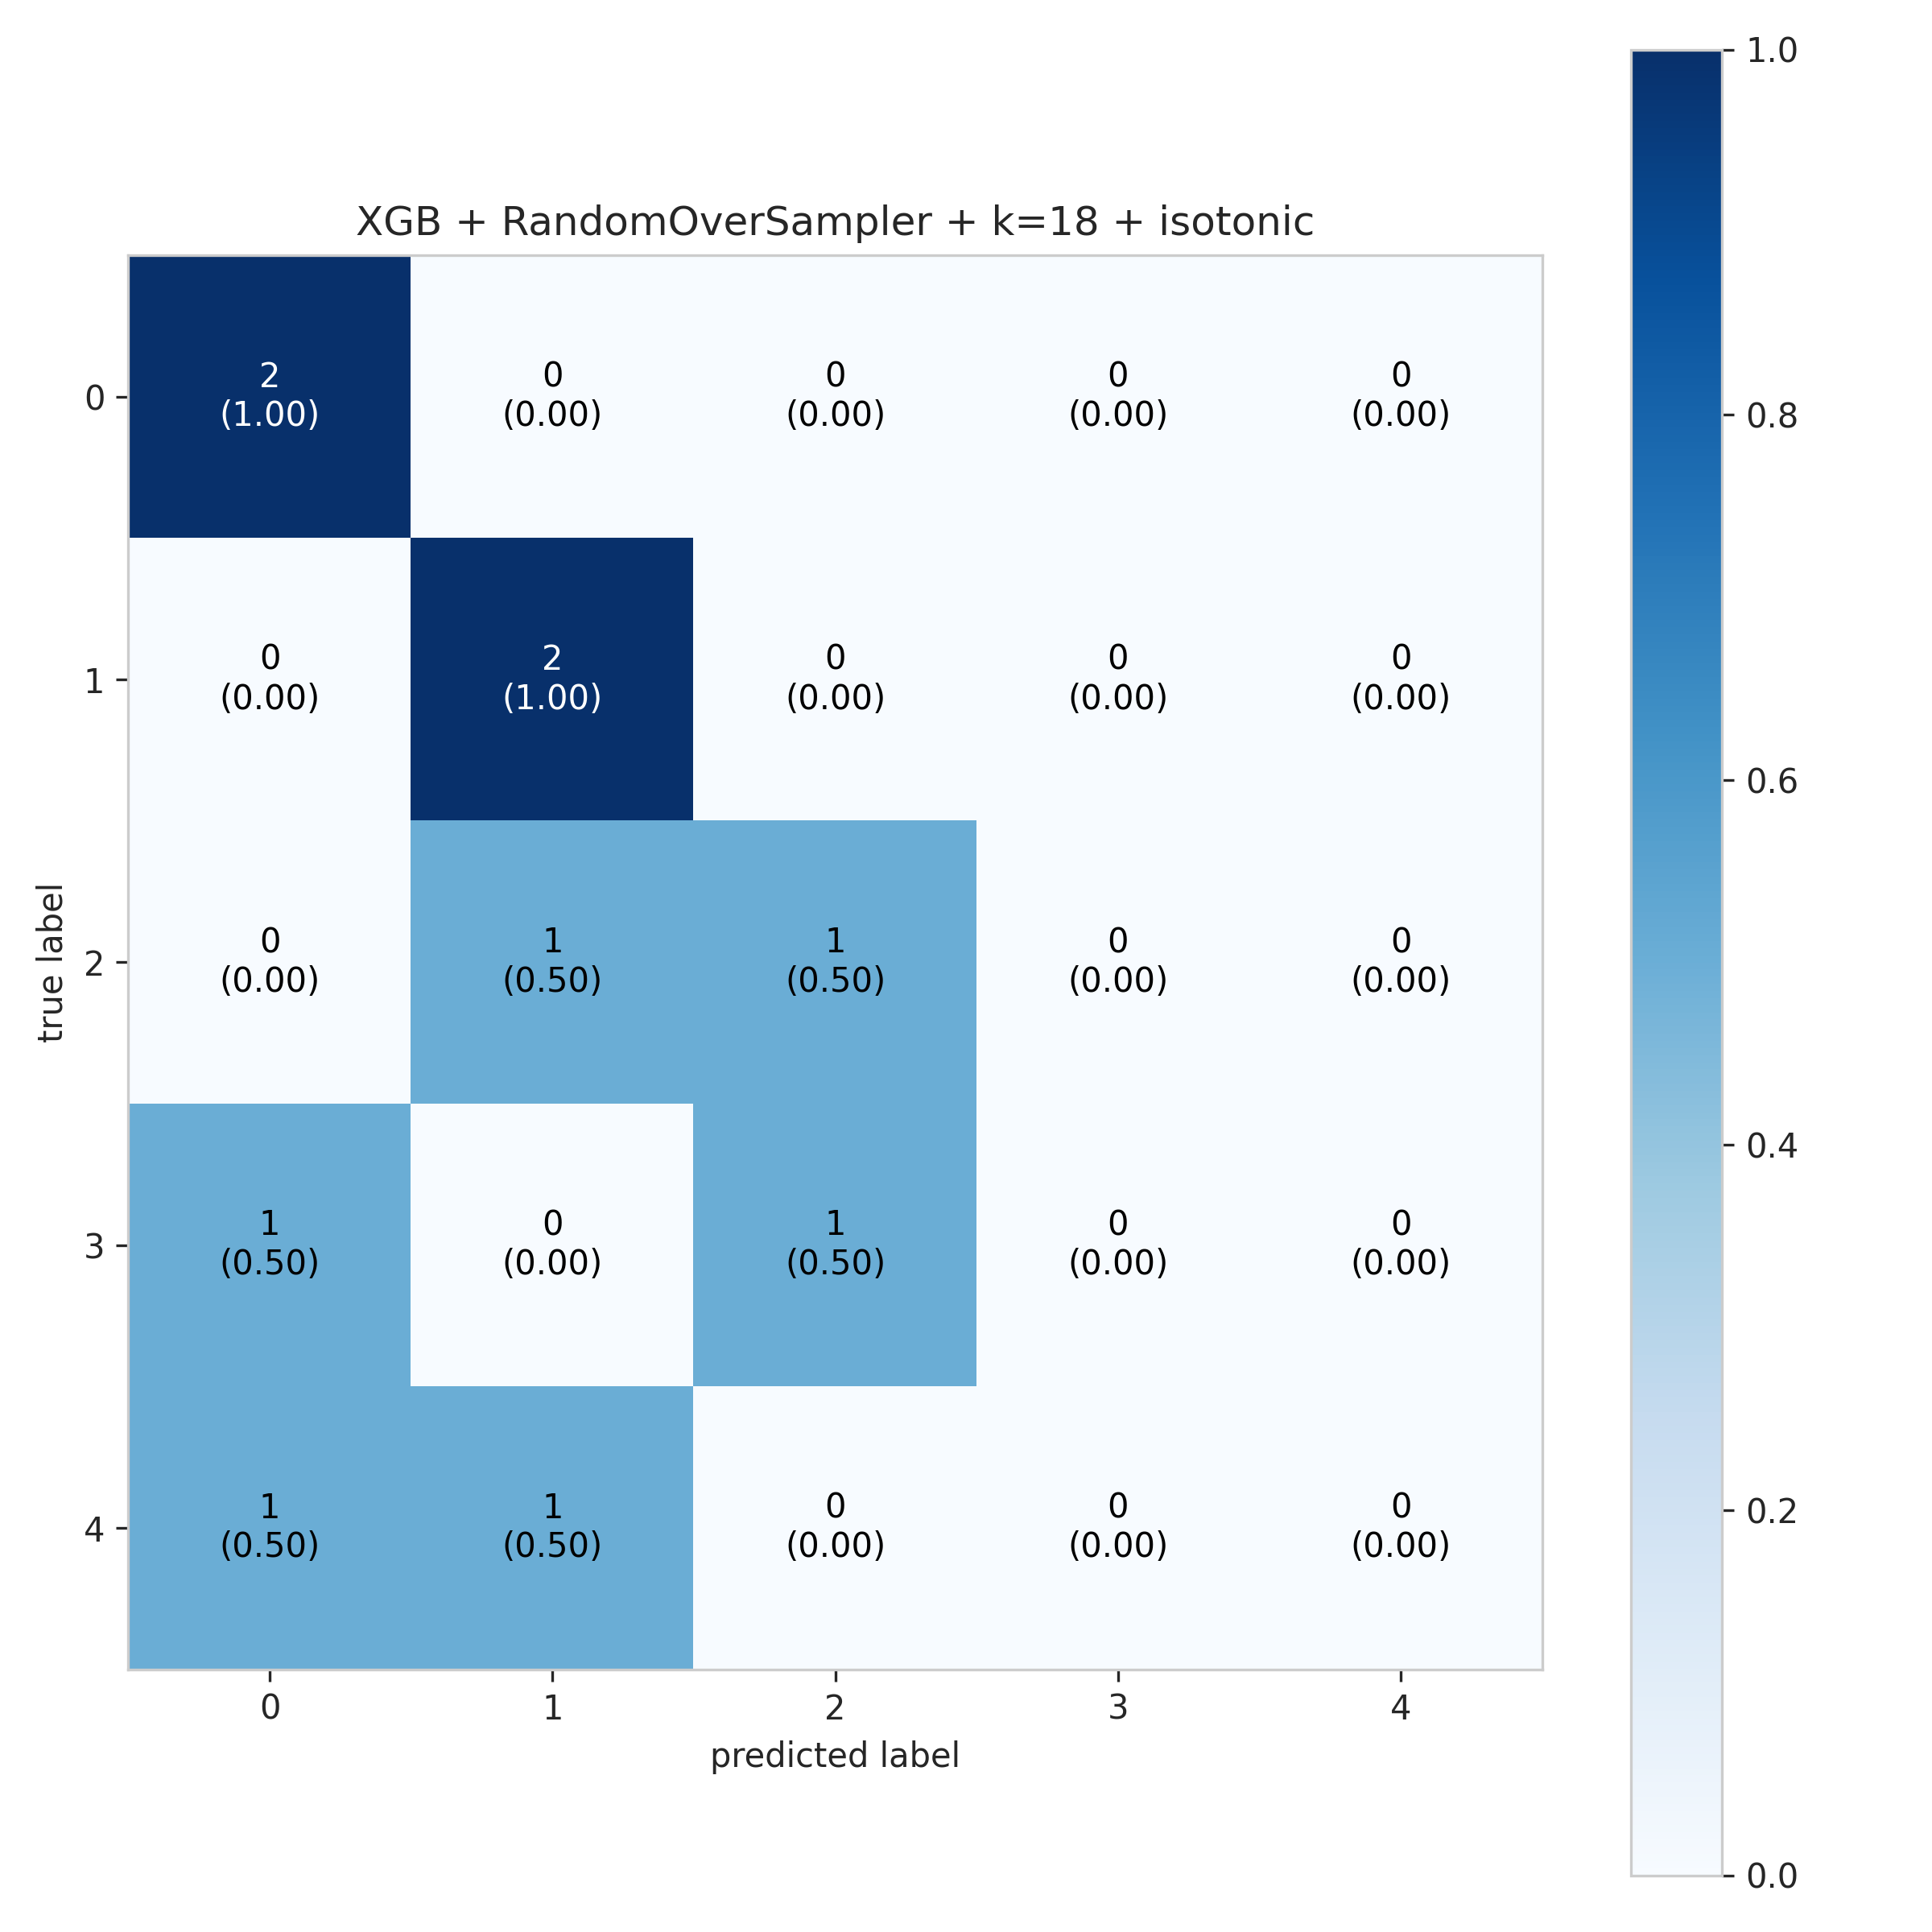 XGB + RandomOverSampler + k=18 + isotonic
1.0
0.8
0.6
0.4
0.2
0.0
true label
0
2 0 0 0 0
(1.00) (0.00) (0.00) (0.00) (0.00)
1
0 2 0 0 0
(0.00) (1.00) (0.00) (0.00) (0.00)
2
0 1 1 0 0
(0.00) (0.50) (0.50) (0.00) (0.00)
3
1 0 1 0 0
(0.50) (0.00) (0.50) (0.00) (0.00)
4
1 1 0 0 0
(0.50) (0.50) (0.00) (0.00) (0.00)
0 1 2 3 4
predicted label